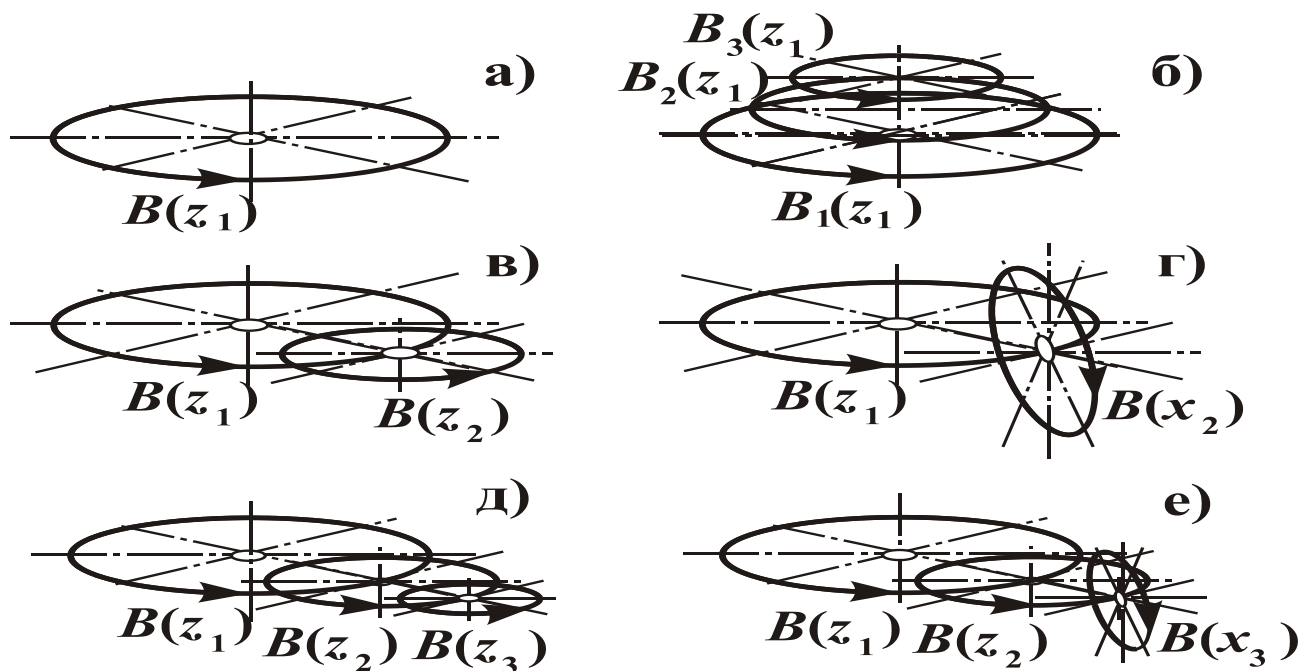 а)
B(z₁)
B₃(z₁)
B₂(z₁)
б)
B₁(z₁)
в)
B(z₁)
B(z₂)
г)
B(z₁)
B(x₂)
д)
B(z₁)
B(z₂)
B(z₃)
е)
B(z₁)
B(z₂)
B(x₃)